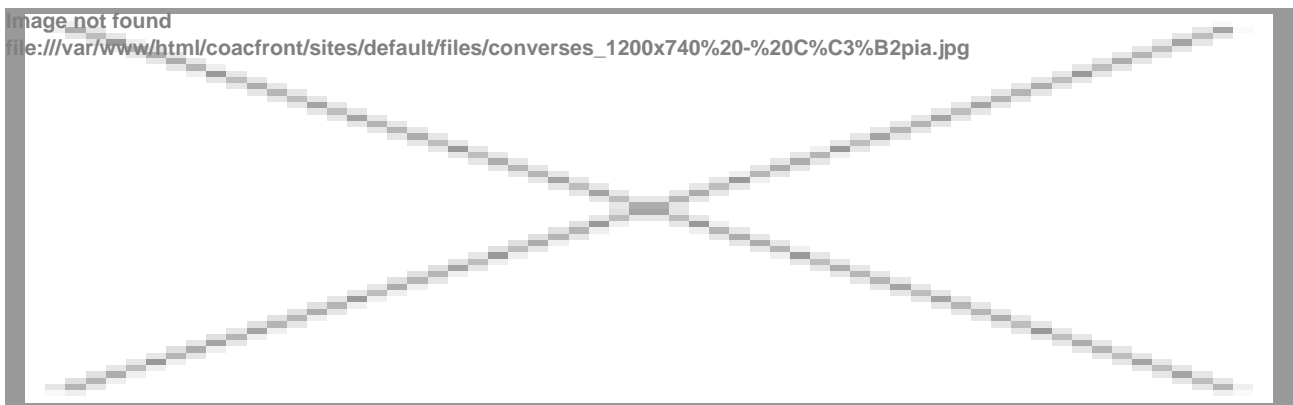 Image not found
file:///var/www/html/coacfront/sites/default/files/converses_1200x740%20-%20C%C3%B2pia.jpg